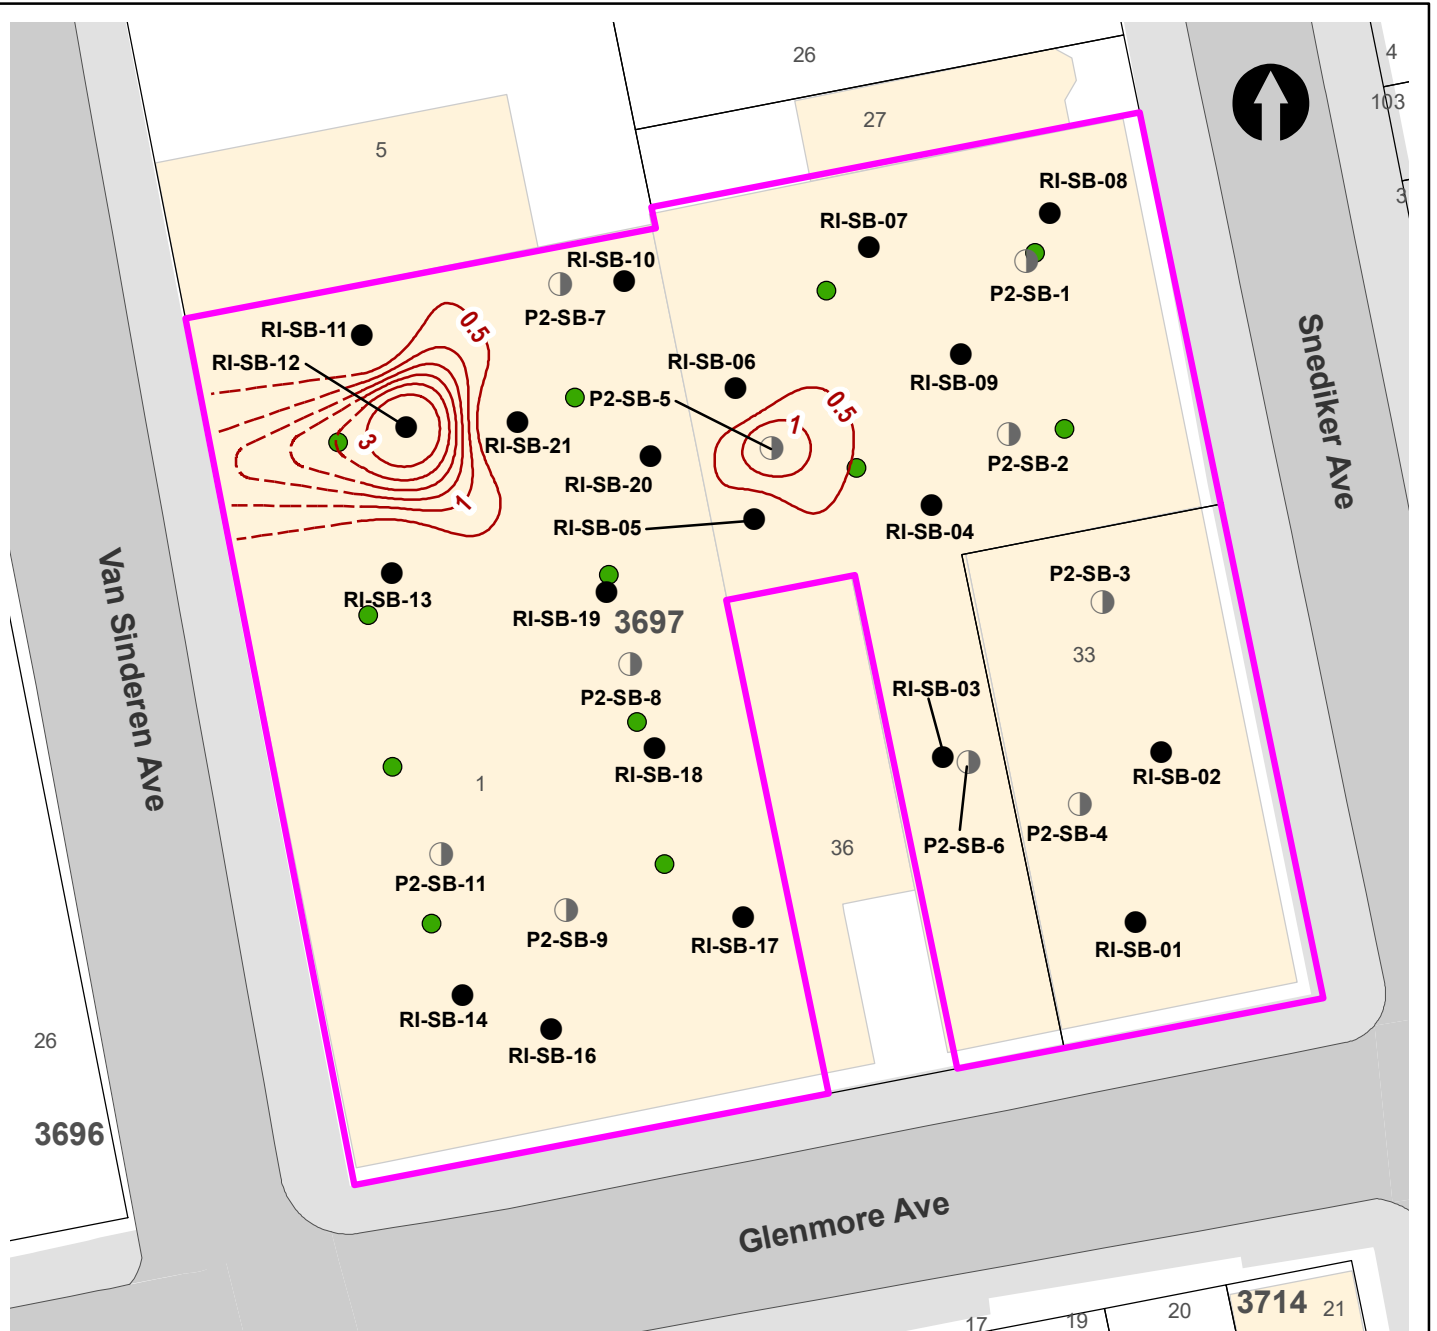 26
4
103
3
27
5
RI-SB-08
RI-SB-07
RI-SB-10
P2-SB-1
P2-SB-7
0.5
RI-SB-11
RI-SB-12
RI-SB-06
RI-SB-09
P2-SB-5
0.5
1
3
RI-SB-21
P2-SB-2
RI-SB-20
1
RI-SB-05
RI-SB-04
Snediker Ave
P2-SB-3
RI-SB-13
RI-SB-19
3697
33
Van Sinderen Ave
P2-SB-8
RI-SB-03
RI-SB-18
RI-SB-02
1
P2-SB-4
P2-SB-6
36
P2-SB-11
P2-SB-9
RI-SB-17
RI-SB-01
RI-SB-14
26
RI-SB-16
3696
Glenmore Ave
17
19
20
3714
21